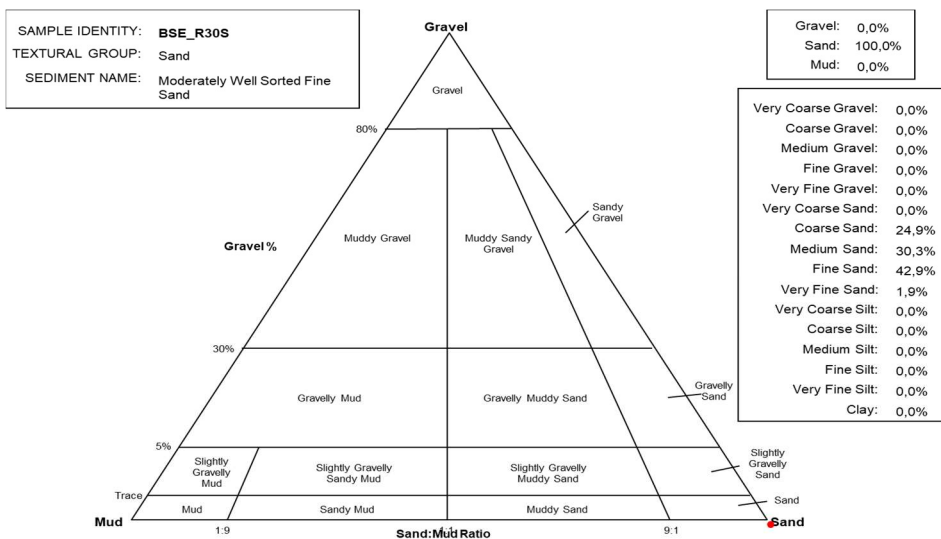 SAMPLE IDENTITY: BSE_R30S
TEXTURAL GROUP: Sand
SEDIMENT NAME: Moderately Well Sorted Fine
Sand
Gravel: 0,0%
Sand: 100,0%
Mud: 0,0%
Very Coarse Gravel: 0,0%
Coarse Gravel: 0,0%
Medium Gravel: 0,0%
Fine Gravel: 0,0%
Very Fine Gravel: 0,0%
Very Coarse Sand: 0,0%
Coarse Sand: 24,9%
Medium Sand: 30,3%
Fine Sand: 42,9%
Very Fine Sand: 1,9%
Very Coarse Silt: 0,0%
Coarse Silt: 0,0%
Medium Silt: 0,0%
Fine Silt: 0,0%
Very Fine Silt: 0,0%
Clay: 0,0%
Gravel
Gravel
80%
Sandy
Gravel
Muddy Gravel
Muddy Sandy
Gravel
Gravel %
30%
Gravelly
Sand
Gravelly Mud
Gravelly Muddy Sand
5%
Slightly
Gravelly
Mud
Slightly Gravelly
Sandy Mud
Slightly Gravelly
Muddy Sand
Slightly
Gravelly
Sand
Trace
Mud
Sandy Mud
Muddy Sand
Sand
Mud
Sand
1:9
1:1
9:1
Sand:Mud Ratio